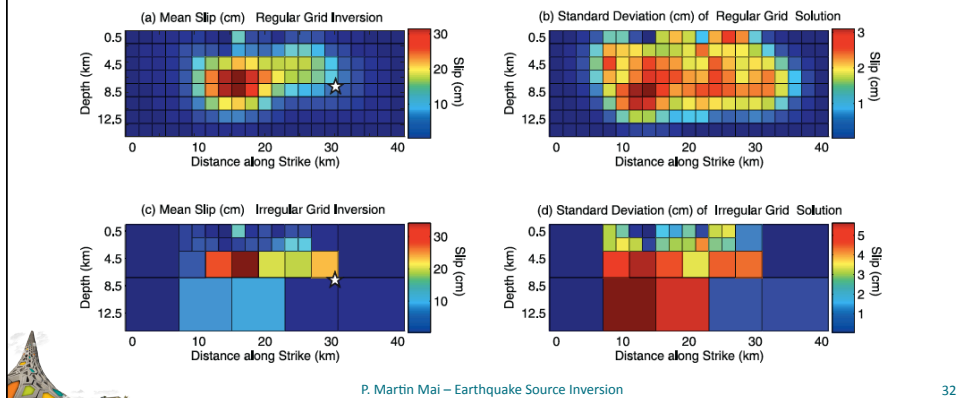 (a) Mean Slip (cm) Regular Grid Inversion
0.5
4.5
8.5
12.5
Depth (km)
0 10 20 30 40
Distance along Strike (km)
30
20
10
Slip (cm)
(b) Standard Deviation (cm) of Regular Grid Solution
0.5
4.5
8.5
12.5
Depth (km)
0 10 20 30 40
Distance along Strike (km)
3
2
1
Slip (cm)
(c) Mean Slip (cm) Irregular Grid Inversion
0.5
4.5
8.5
12.5
Depth (km)
0 10 20 30 40
Distance along Strike (km)
30
20
10
Slip (cm)
(d) Standard Deviation (cm) of Irregular Grid Solution
0.5
4.5
8.5
12.5
Depth (km)
0 10 20 30 40
Distance along Strike (km)
5
4
3
2
1
Slip (cm)
P. Martin Mai – Earthquake Source Inversion
32